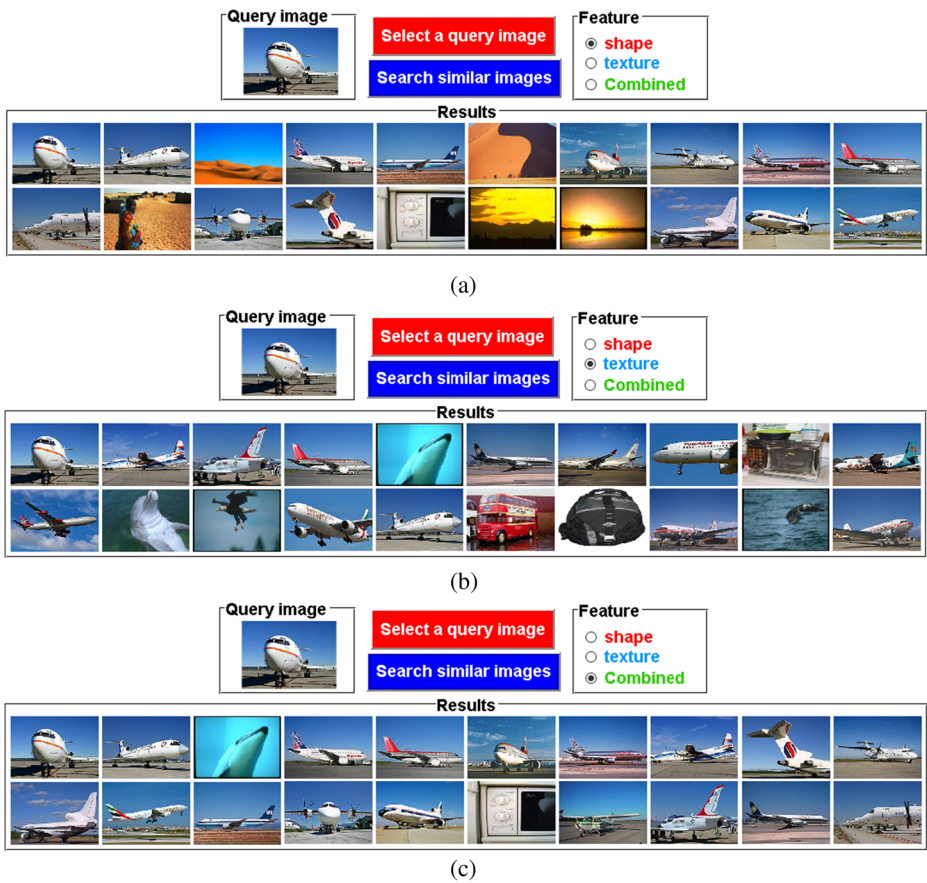 Query image
Select a query image
Search similar images
Feature
shape
texture
Combined
Results
(a)
Query image
Select a query image
Search similar images
Feature
shape
texture
Combined
Results
(b)
Query image
Select a query image
Search similar images
Feature
shape
texture
Combined
Results
(c)